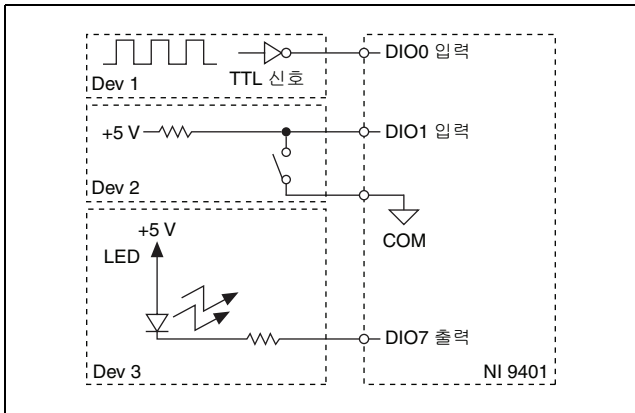 DIO0 입력
TTL 신호
Dev 1
+5 V
DIO1 입력
Dev 2
COM
+5 V
LED
DIO7 출력
Dev 3
NI 9401